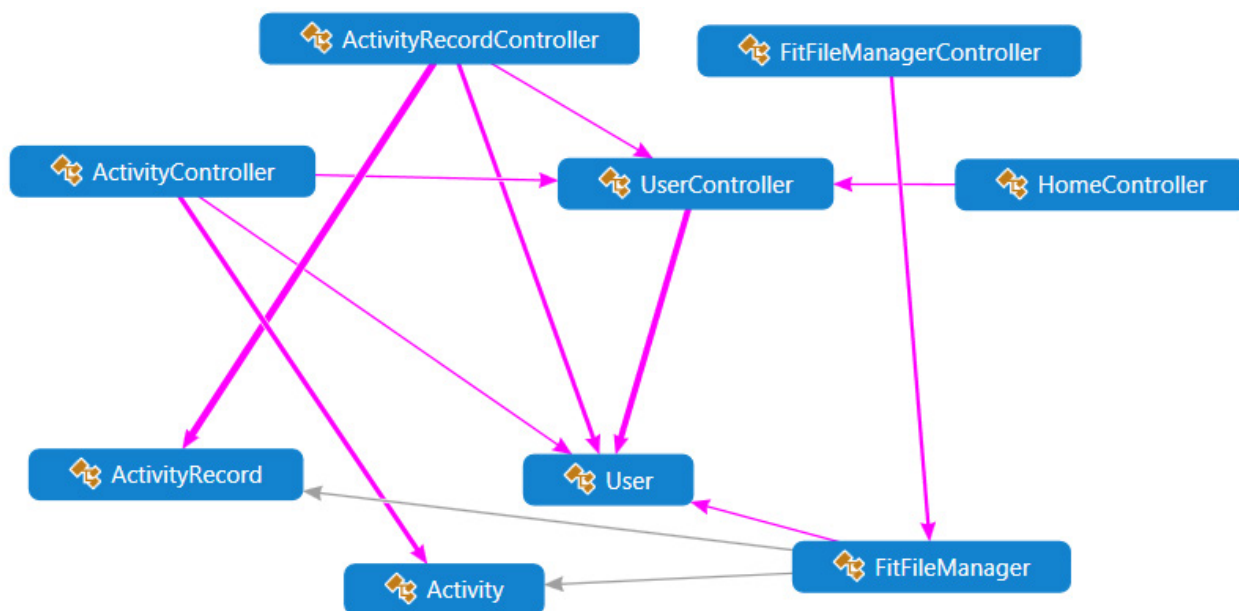 ActivityRecordController
FitFileManagerController
ActivityController
UserController
HomeController
ActivityRecord
User
FitFileManager
Activity